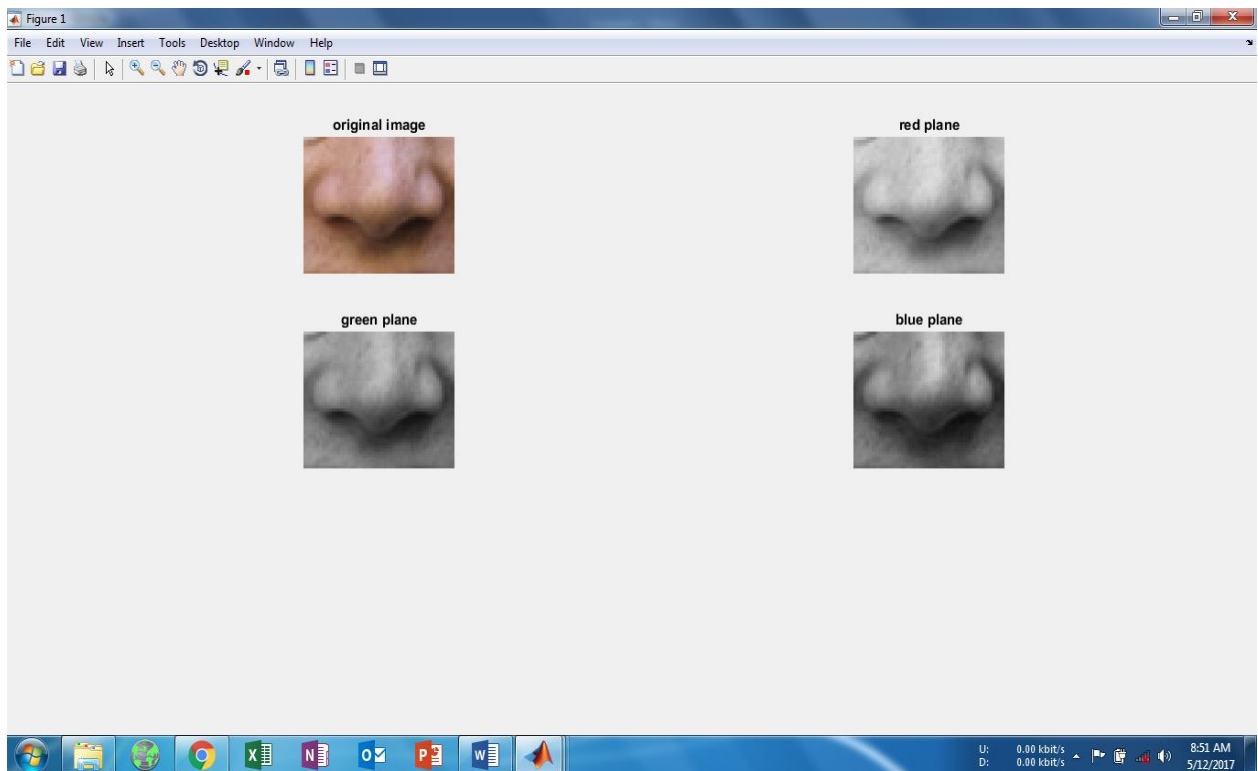 Figure 1
File Edit View Insert Tools Desktop Window Help
original image
red plane
green plane
blue plane
U: 0.00 kbit/s
D: 0.00 kbit/s
8:51 AM
5/12/2017